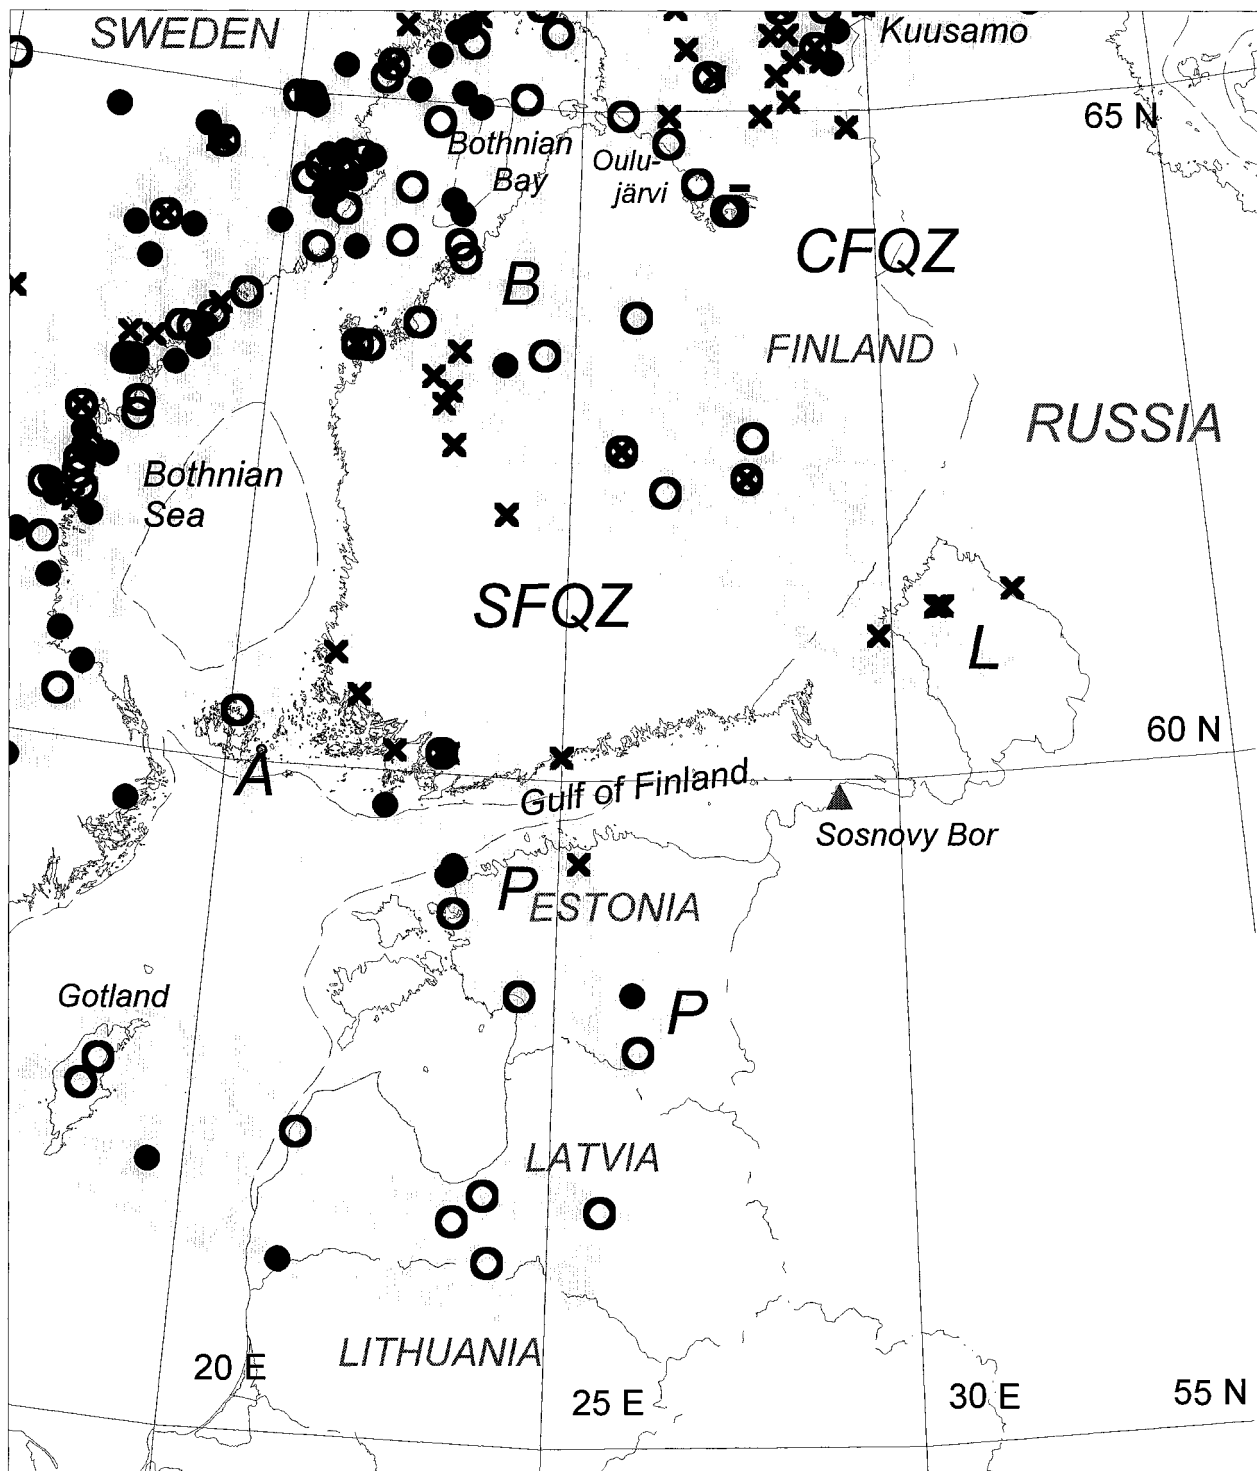 SWEDEN
Kuusamo
65 N
Bothnian
Bay
Oulu-
järvi
CFQZ
B
FINLAND
RUSSIA
Bothnian
Sea
SFQZ
L
60 N
A
Gulf of Finland
Sosnovy Bor
P
ESTONIA
Gotland
P
LATVIA
LITHUANIA
20 E
25 E
30 E
55 N